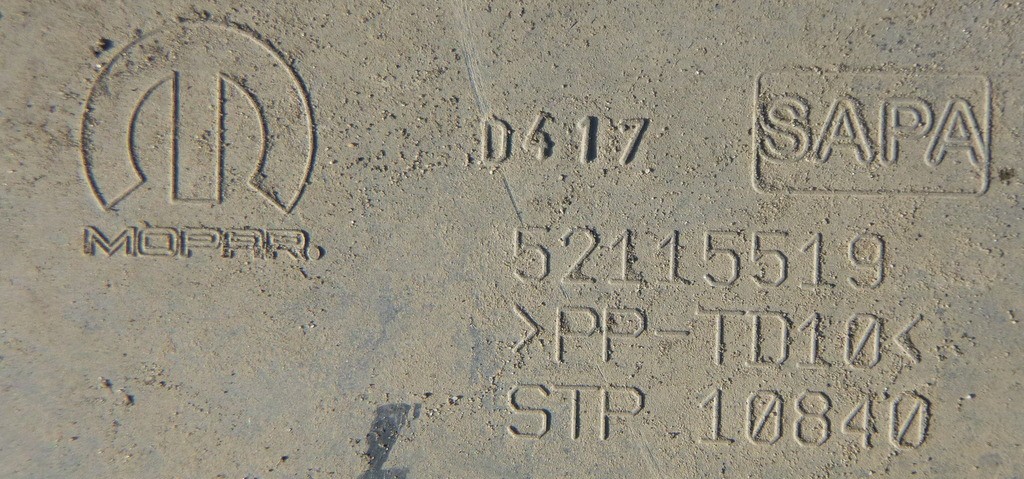 D417
SAPA
MOPAR.
52115519
>PP-TD10<
STP 10840